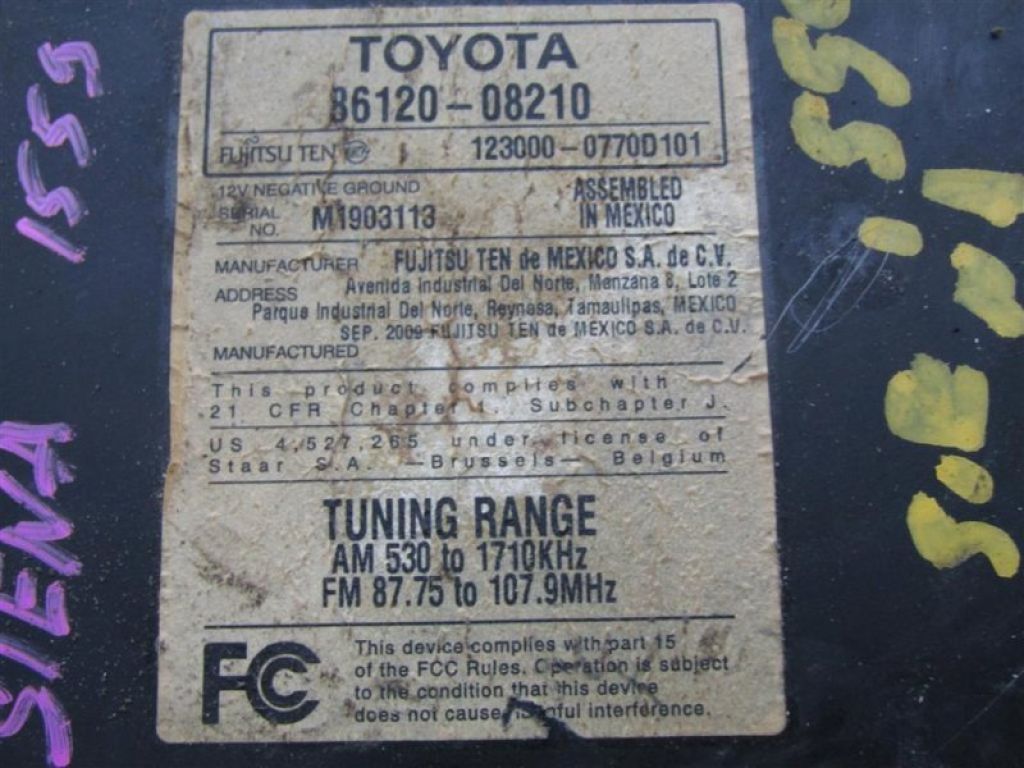 TOYOTA
86120-08210
FUJITSU TEN
123000-0770D101
12V NEGATIVE GROUND
ASSEMBLED
IN MEXICO
SERIAL
NO.
M1903113
MANUFACTURER FUJITSU TEN de MEXICO S.A. de C.V.
ADDRESS Avenida Industrial Del Norte, Manzana 8, Lote 2
Parque Industrial Del Norte, Reynosa, Tamaulipas, MEXICO
SEP. 2009 FUJITSU TEN de MEXICO S.A. de C.V.
MANUFACTURED
This product complies with
21 CFR Chapter 1, Subchapter J.
US 4,527,265 under license of
Staar S.A. —Brussels— Belgium
TUNING RANGE
AM 530 to 1710KHz
FM 87.75 to 107.9MHz
FC
This device complies with part 15
of the FCC Rules. Operation is subject
to the condition that this device
does not cause harmful interference.
SIENA 1555